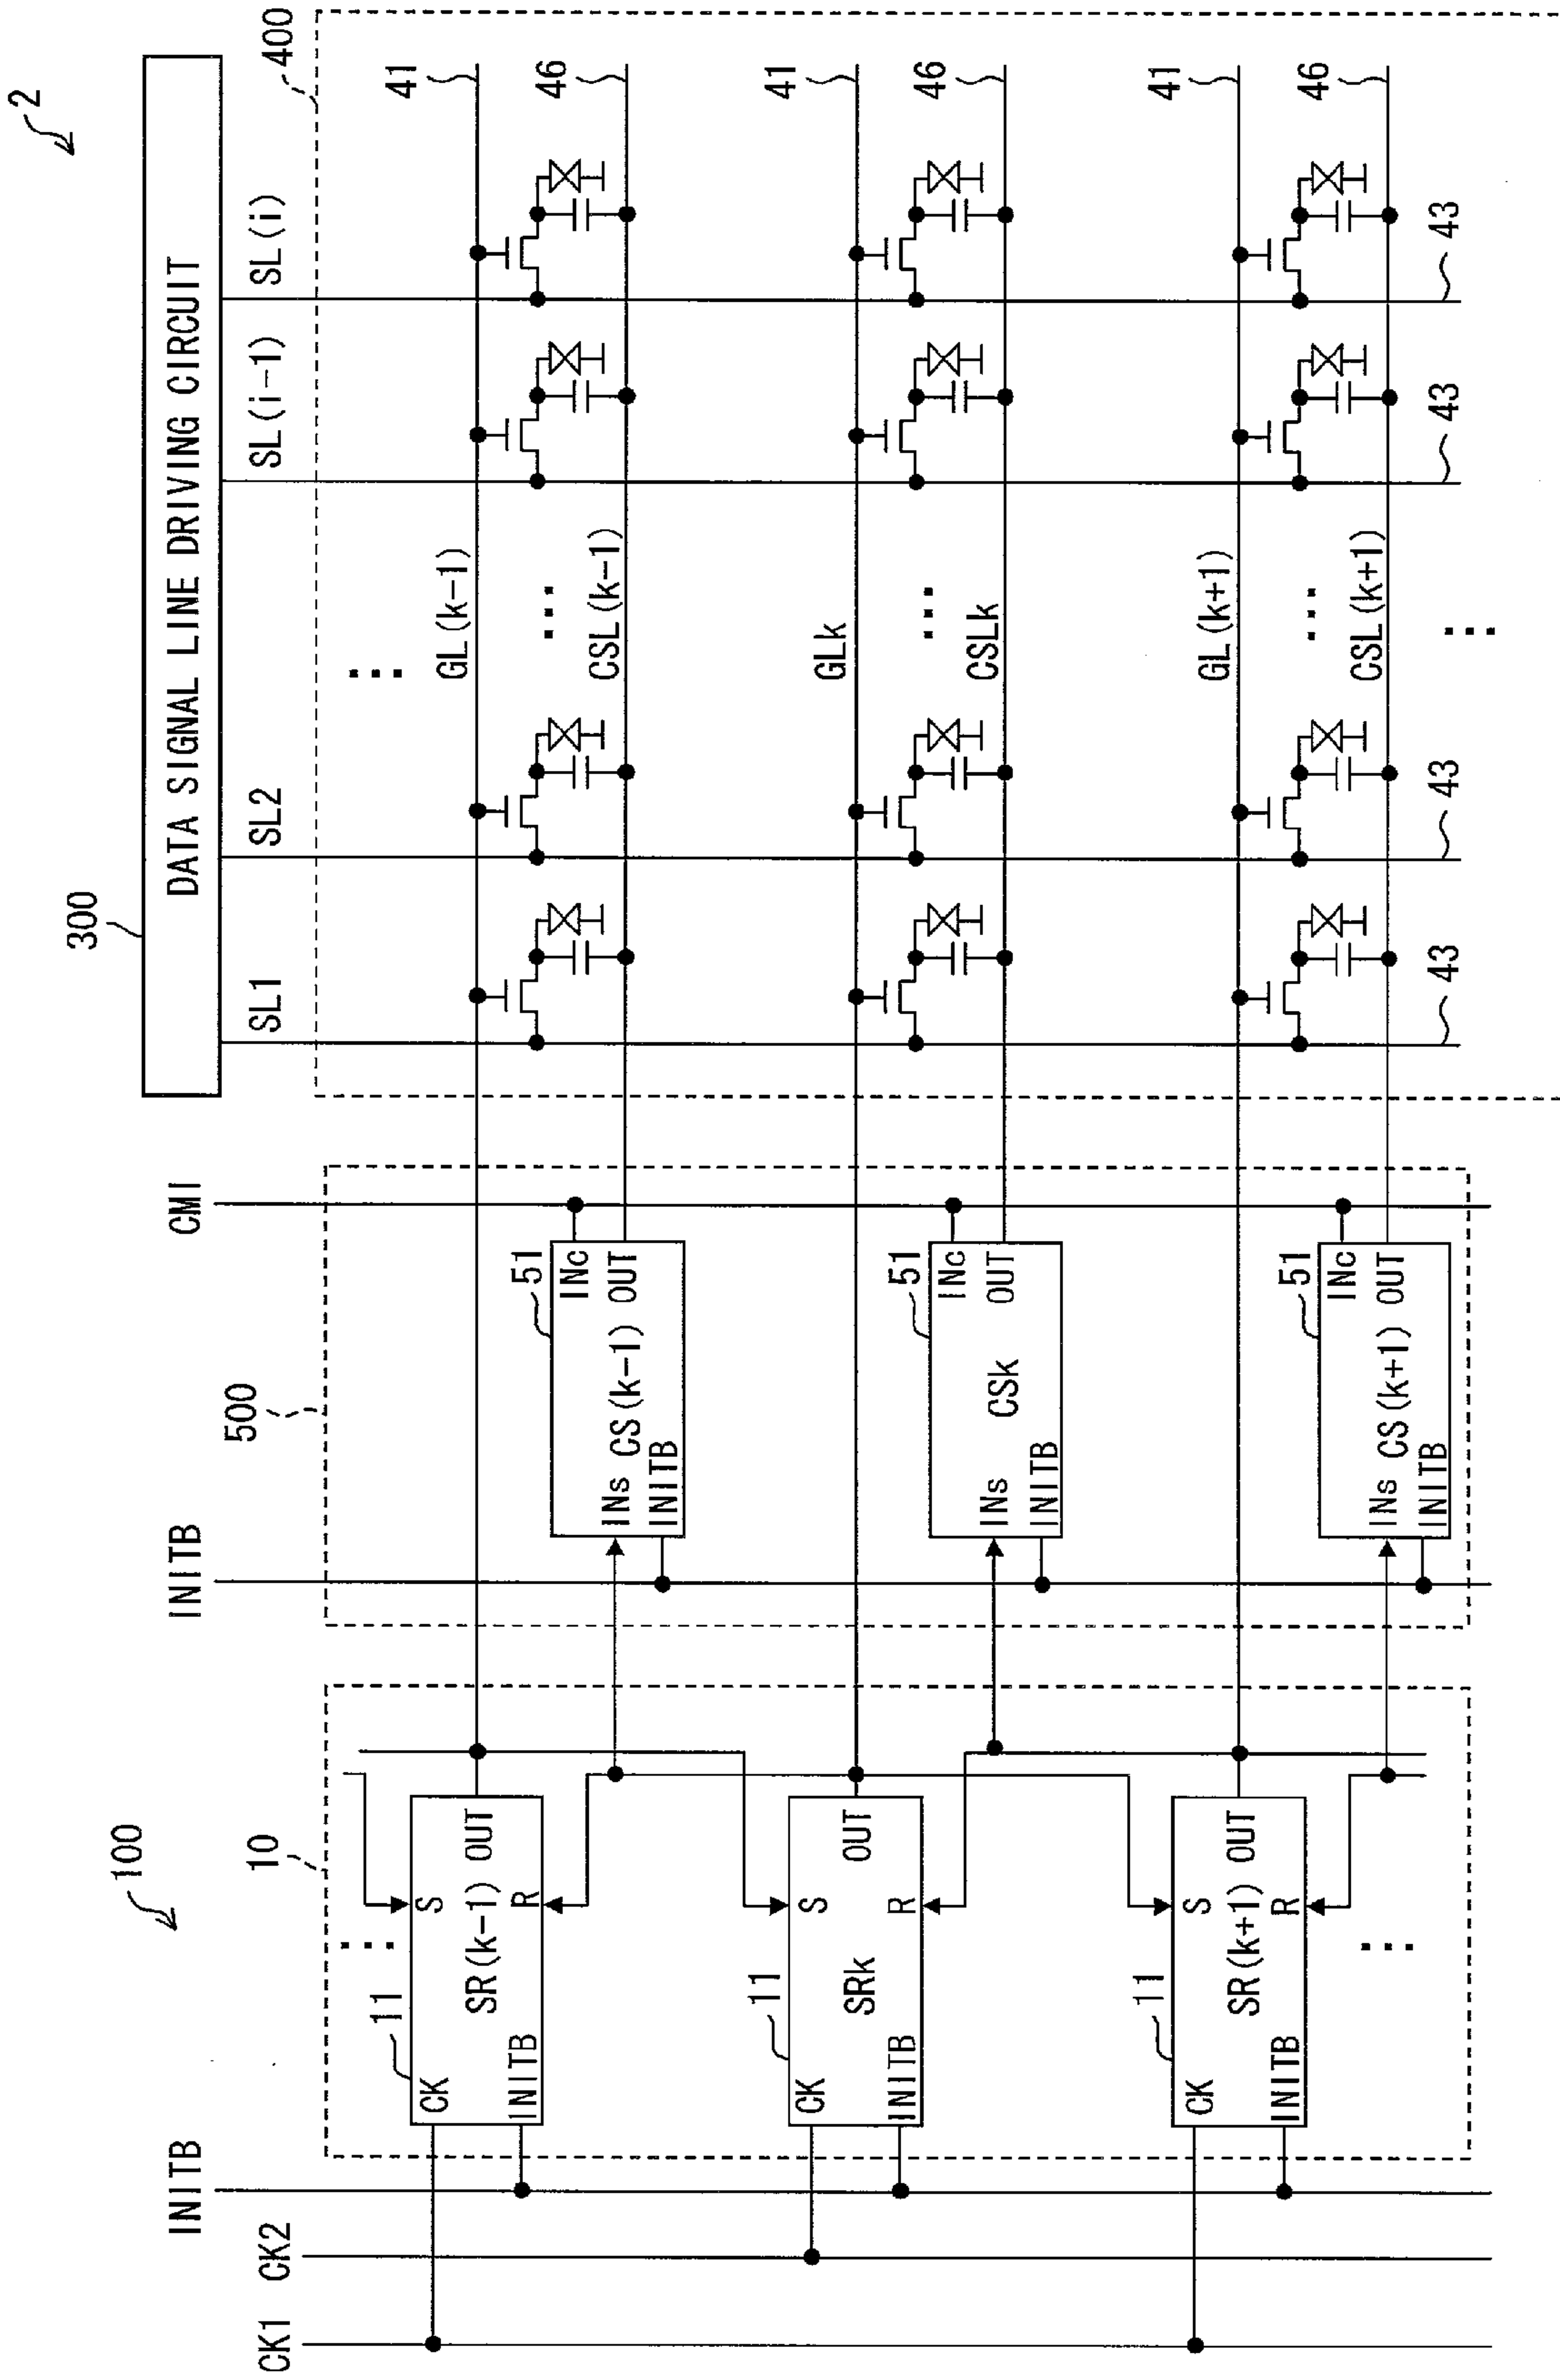 2
300
DATA SIGNAL LINE DRIVING CIRCUIT
400
100
10
500
CK1
CK2
INITB
INITB
CMI
SL1
SL2
SL(i-1)
SL(i)
...
...
CK
11
S
SR(k-1)
OUT
INITB
R
51
INc
INs
CS(k-1)
OUT
INITB
GL(k-1)
41
...
CSL(k-1)
46
CK
11
S
SRk
OUT
INITB
R
51
INc
INs
CSk
OUT
INITB
GLk
41
...
CSLk
46
CK
11
S
SR(k+1)
OUT
INITB
R
51
INc
INs
CS(k+1)
OUT
INITB
GL(k+1)
41
...
CSL(k+1)
46
...
...
43
43
43
43